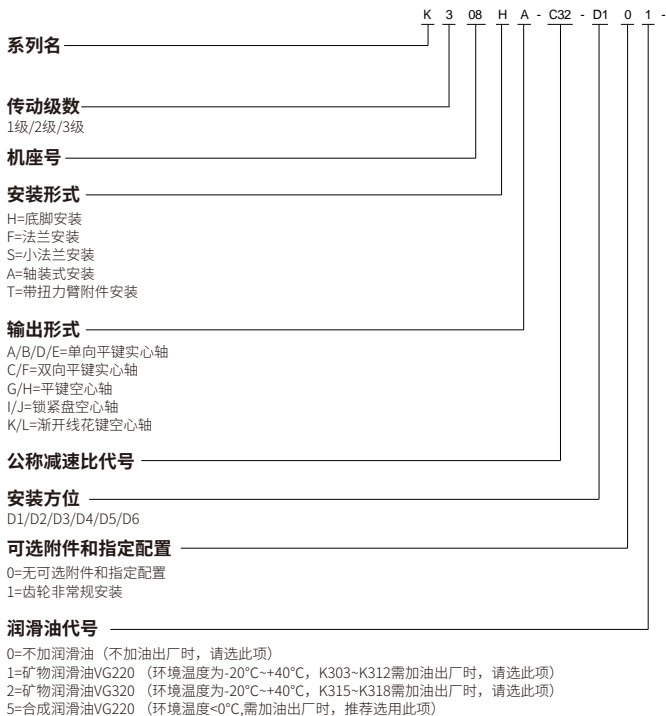 K 3 08 H A - C32 - D1 0 1 -
系列名
传动级数
1级/2级/3级
机座号
安装形式
H=底脚安装
F=法兰安装
S=小法兰安装
A=轴装式安装
T=带扭力臂附件安装
输出形式
A/B/D/E=单向平键实心轴
C/F=双向平键实心轴
G/H=平键空心轴
I/J=锁紧盘空心轴
K/L=渐开线花键空心轴
公称减速比代号
安装方位
D1/D2/D3/D4/D5/D6
可选附件和指定配置
0=无可选附件和指定配置
1=齿轮非常规安装
润滑油代号
0=不加润滑油（不加油出厂时，请选此项）
1=矿物润滑油VG220 （环境温度为-20℃~+40℃，K303~K312需加油出厂时，请选此项）
2=矿物润滑油VG320 （环境温度为-20℃~+40℃，K315~K318需加油出厂时，请选此项）
5=合成润滑油VG220 （环境温度<0℃,需加油出厂时，推荐选用此项）